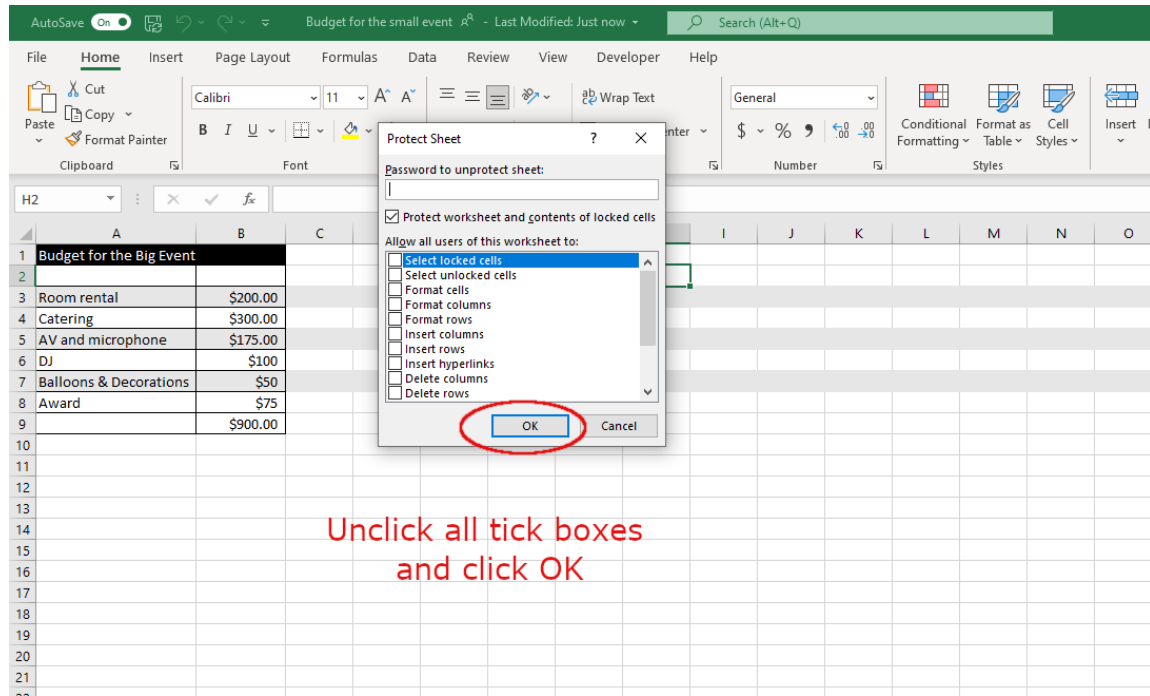 AutoSave On Budget for the small event - Last Modified: Just now Search (Alt+Q)
File Home Insert Page Layout Formulas Data Review View Developer Help
Cut
Copy
Paste
Format Painter
Clipboard
Calibri 11 A^ A˅
B I U
Font
ab Wrap Text
enter
General
$ % 9 .00
Number
Conditional Formatting
Format as Table
Cell Styles
Styles
Insert
H2 fx
A B C I J K L M N O
1 Budget for the Big Event
2
3 Room rental $200.00
4 Catering $300.00
5 AV and microphone $175.00
6 DJ $100
7 Balloons & Decorations $50
8 Award $75
9 $900.00
10
11
12
13
14
15
16
17
18
19
20
21
Protect Sheet ? X
Password to unprotect sheet:
Protect worksheet and contents of locked cells
Allow all users of this worksheet to:
Select locked cells
Select unlocked cells
Format cells
Format columns
Format rows
Insert columns
Insert rows
Insert hyperlinks
Delete columns
Delete rows
OK Cancel
Unclick all tick boxes
and click OK